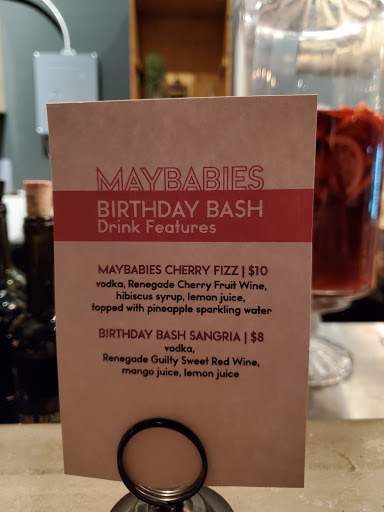 MAYBABIES
BIRTHDAY BASH
Drink Features
MAYBABIES CHERRY FIZZ | $10
vodka, Renegade Cherry Fruit Wine,
hibiscus syrup, lemon juice,
topped with pineapple sparkling water
BIRTHDAY BASH SANGRIA | $8
vodka,
Renegade Guilty Sweet Red Wine,
mango juice, lemon juice